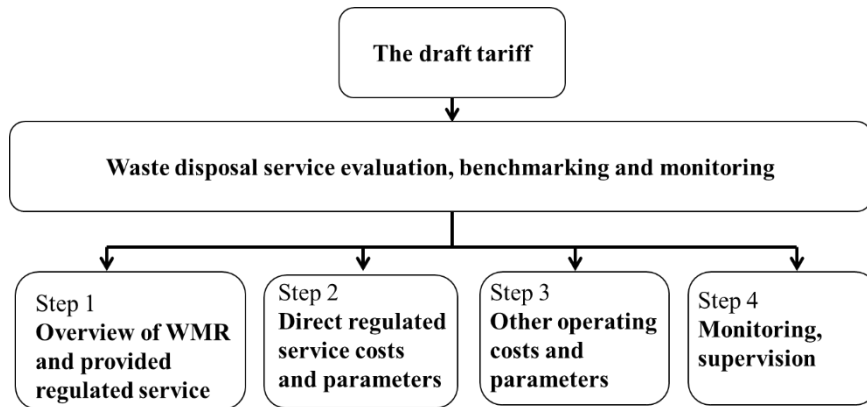 The draft tariff
Waste disposal service evaluation, benchmarking and monitoring
Step 1
Overview of WMR
and provided
regulated service
Step 2
Direct regulated
service costs
and parameters
Step 3
Other operating
costs and
parameters
Step 4
Monitoring,
supervision